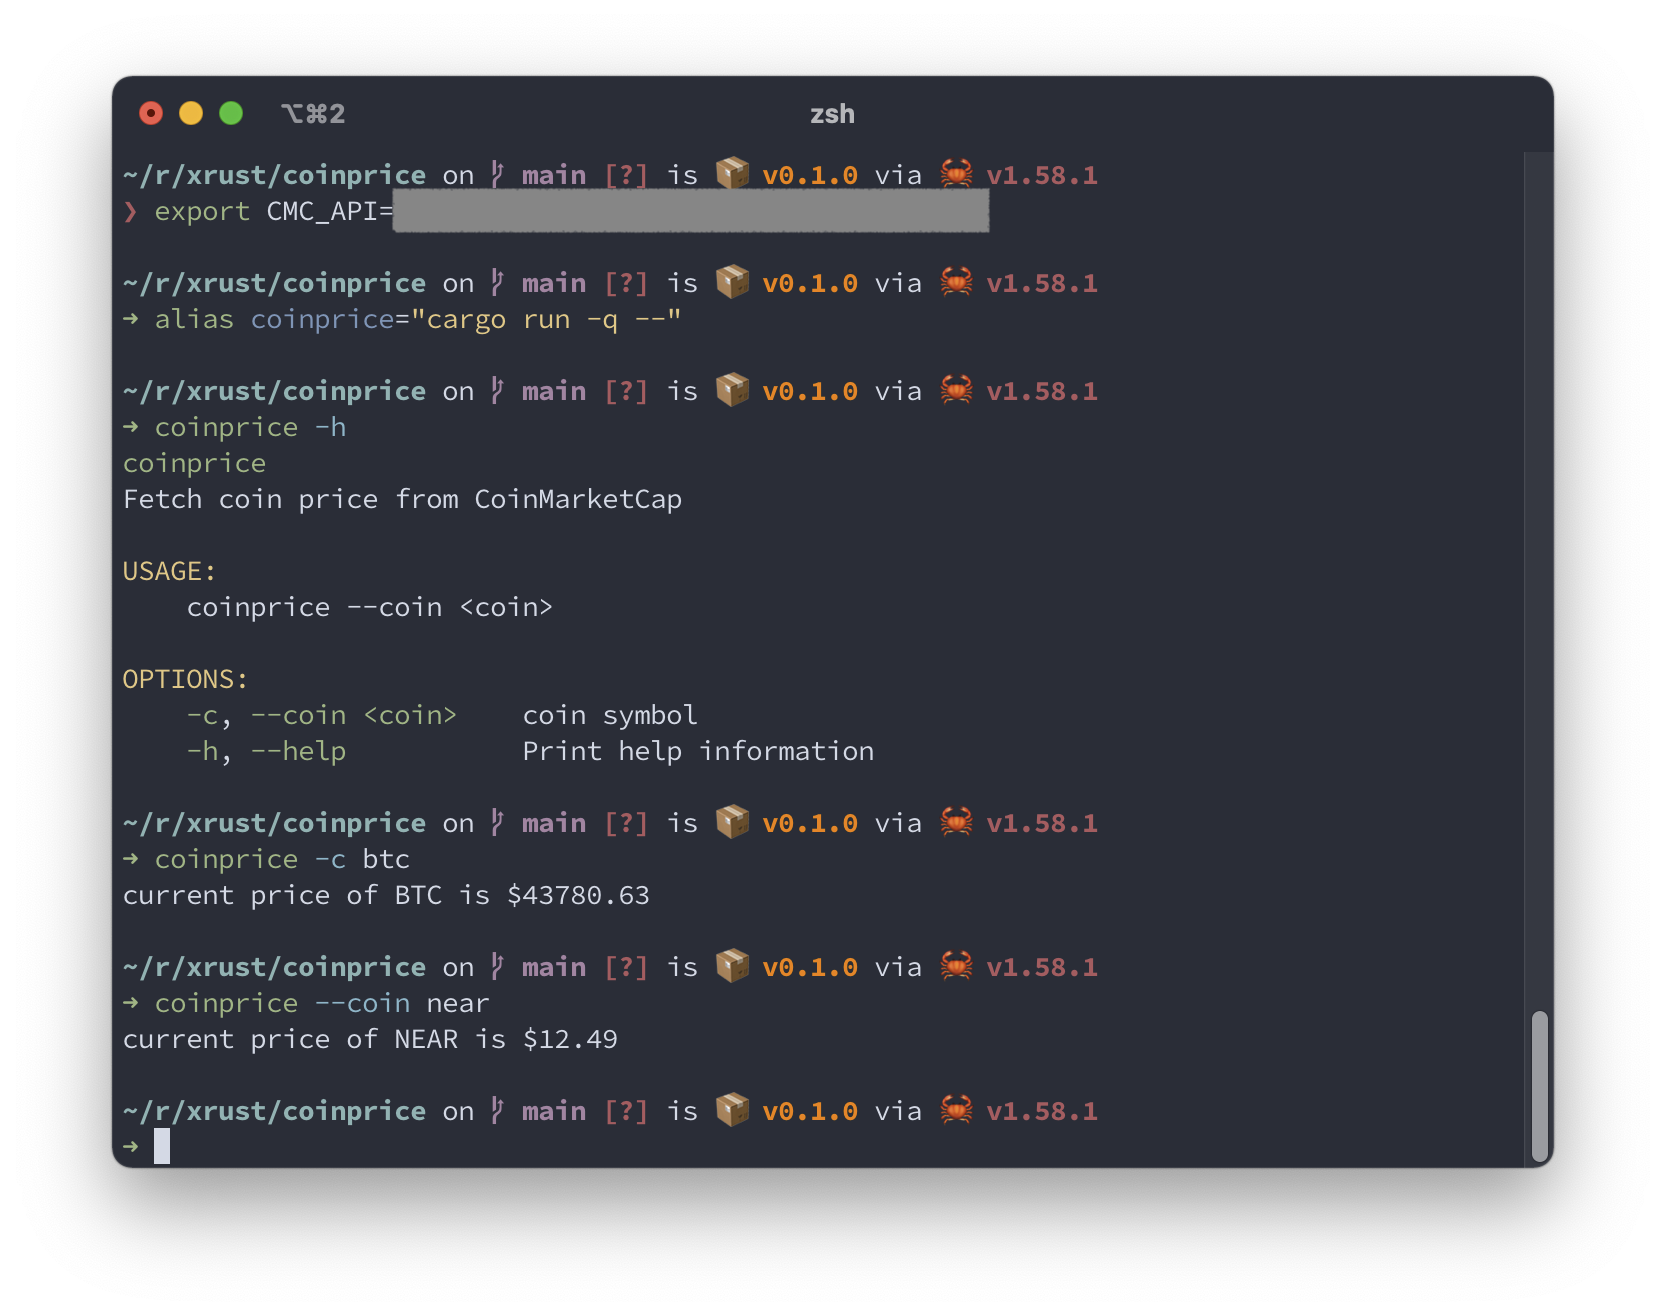 ⌥⌘2 zsh
~/r/xrust/coinprice on main [?] is 📦 v0.1.0 via 🦀 v1.58.1
❯ export CMC_API=
~/r/xrust/coinprice on main [?] is 📦 v0.1.0 via 🦀 v1.58.1
➜ alias coinprice="cargo run -q --"
~/r/xrust/coinprice on main [?] is 📦 v0.1.0 via 🦀 v1.58.1
➜ coinprice -h
coinprice
Fetch coin price from CoinMarketCap
USAGE:
    coinprice --coin <coin>
OPTIONS:
    -c, --coin <coin>    coin symbol
    -h, --help           Print help information
~/r/xrust/coinprice on main [?] is 📦 v0.1.0 via 🦀 v1.58.1
➜ coinprice -c btc
current price of BTC is $43780.63
~/r/xrust/coinprice on main [?] is 📦 v0.1.0 via 🦀 v1.58.1
➜ coinprice --coin near
current price of NEAR is $12.49
~/r/xrust/coinprice on main [?] is 📦 v0.1.0 via 🦀 v1.58.1
➜